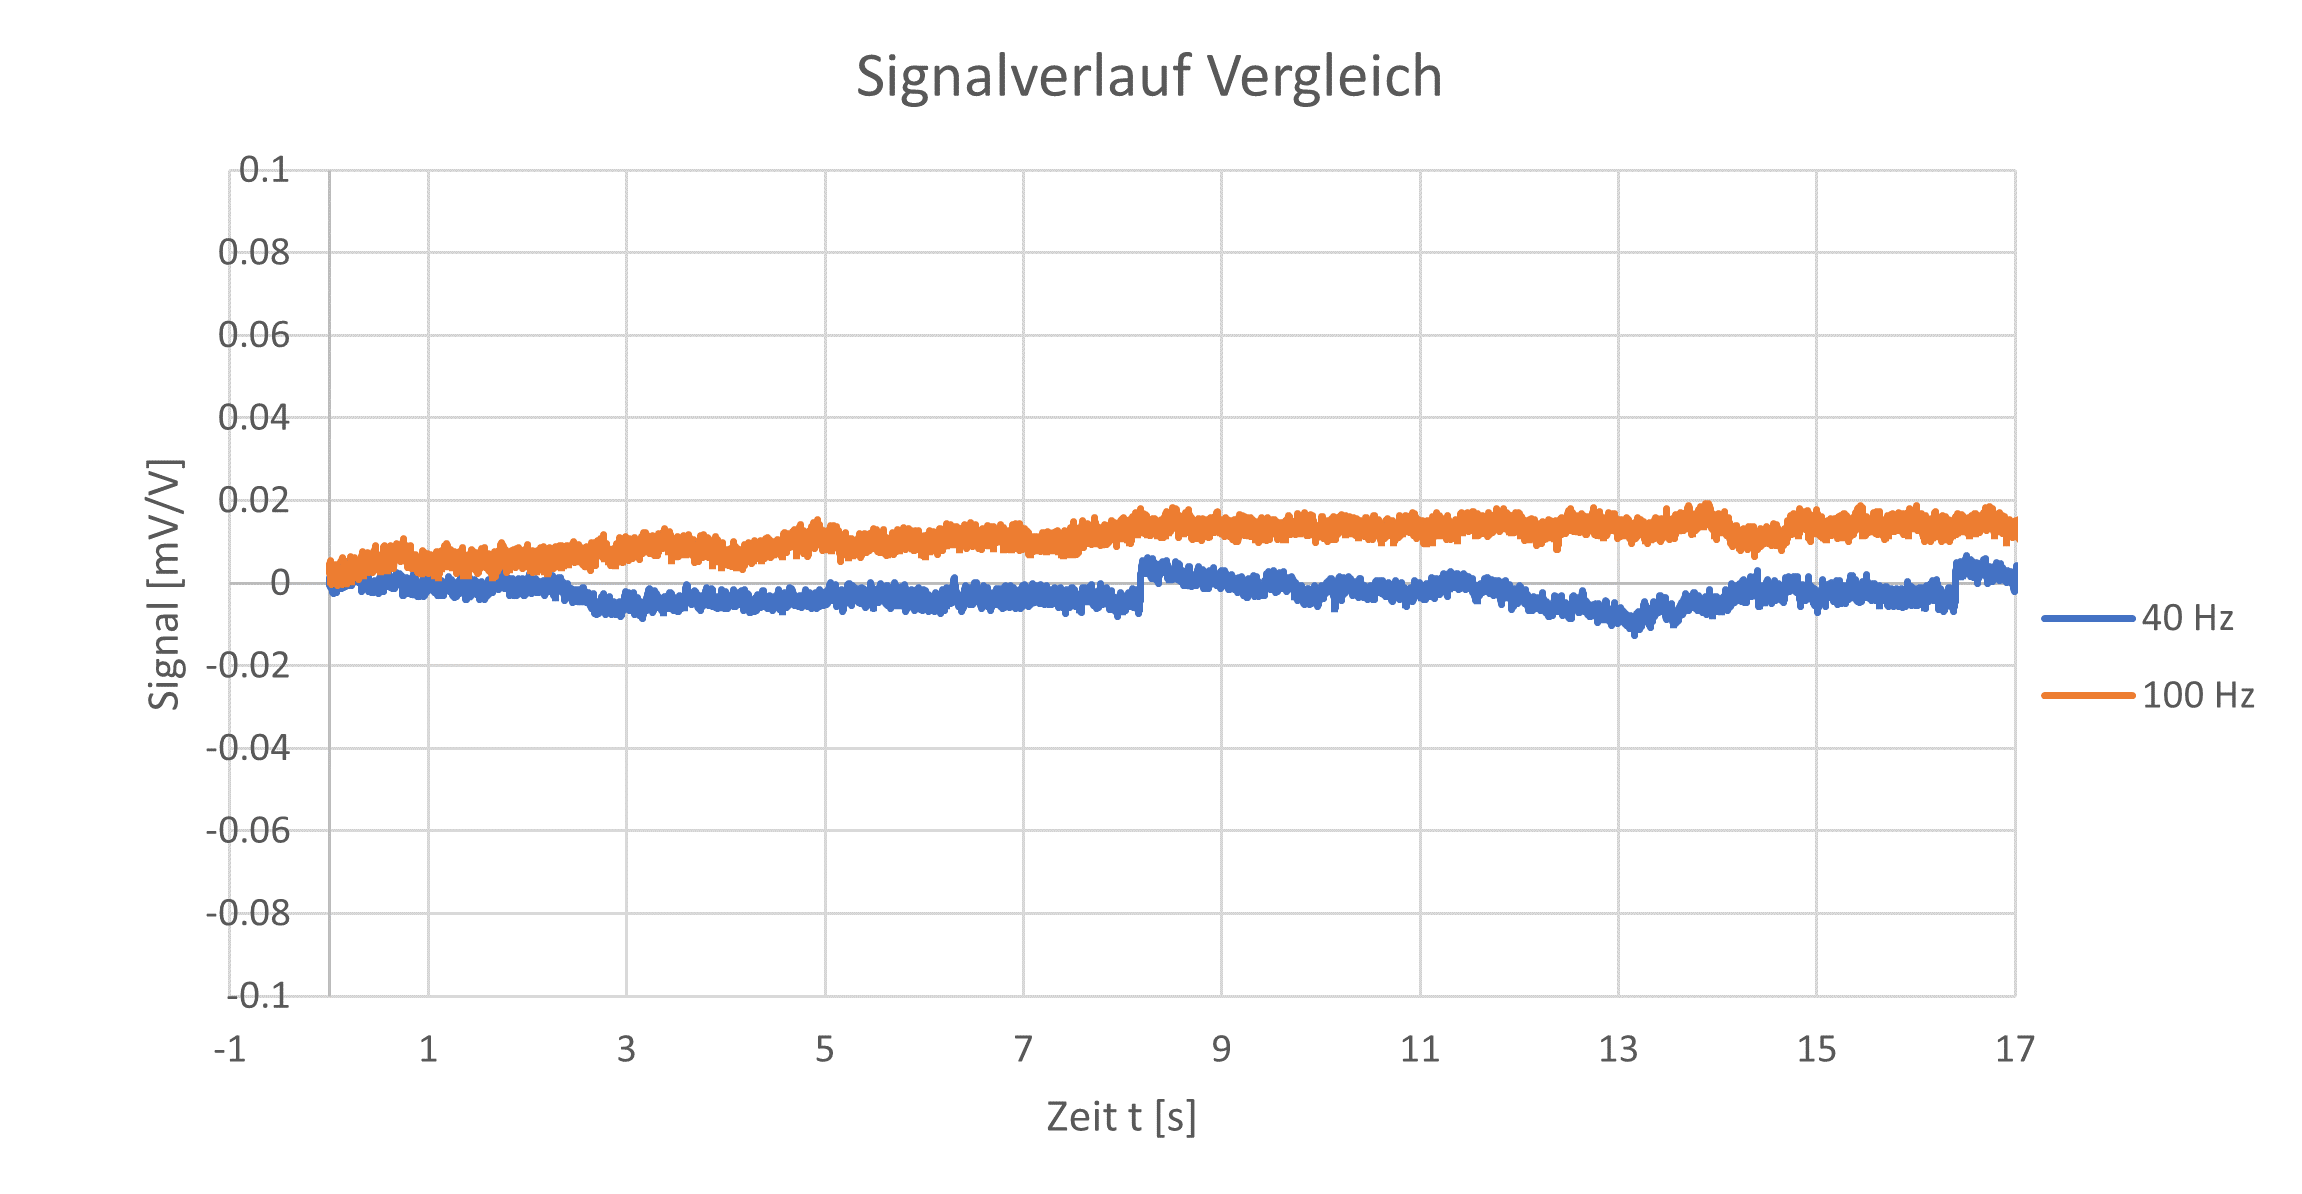 Signalverlauf Vergleich
0.1
0.08
0.06
0.04
0.02
0
-0.02
-0.04
-0.06
-0.08
-0.1
Signal [mV/V]
-1 1 3 5 7 9 11 13 15 17
Zeit t [s]
40 Hz
100 Hz